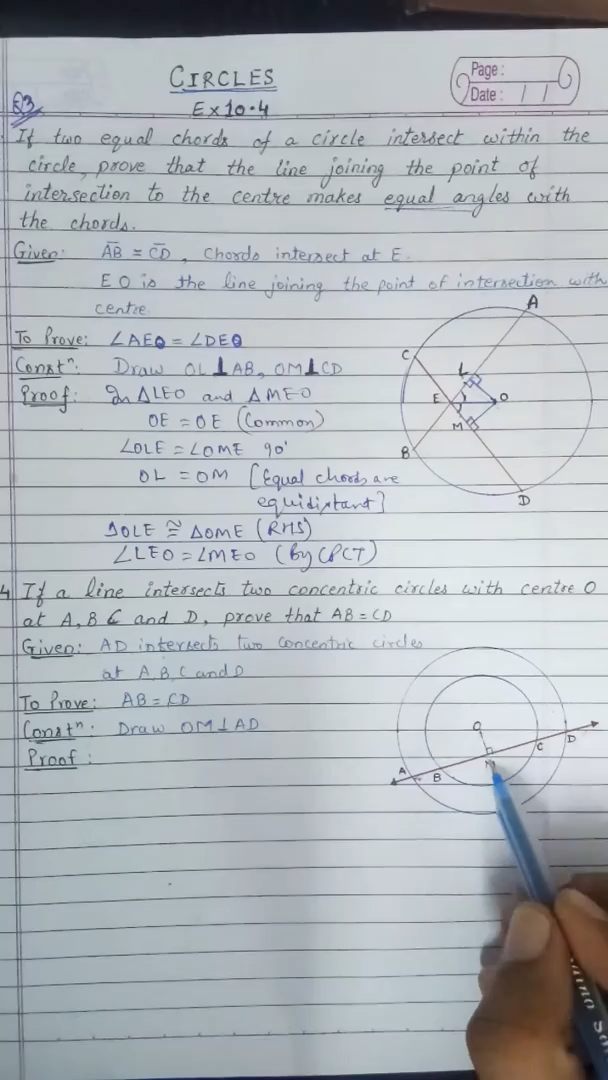 CIRCLES
Page :
Date : / /
Q3
Ex 10.4
If two equal chords of a circle intersect within the
circle, prove that the line joining the point of
intersection to the centre makes equal angles with
the chords.
Given: AB = CD, Chords intersect at E.
EO is the line joining the point of intersection with
centre
To Prove: ∠AEO = ∠DEO
Constⁿ: Draw OL⊥AB, OM⊥CD
Proof: In ΔLEO and ΔMEO
OE = OE (Common)
∠OLE = ∠OME 90°
OL = OM [Equal chords are
equidistant]
ΔOLE ≅ ΔOME (RHS)
∠LEO = ∠MEO (By CPCT)
A
C
L
E
O
M
B
D
4 If a line intersects two concentric circles with centre O
at A, B C and D, prove that AB = CD
Given: AD intersects two concentric circles
at A, B, C and D
To Prove: AB = CD
Constⁿ: Draw OM⊥AD
Proof :
O
D
C
M
A
B